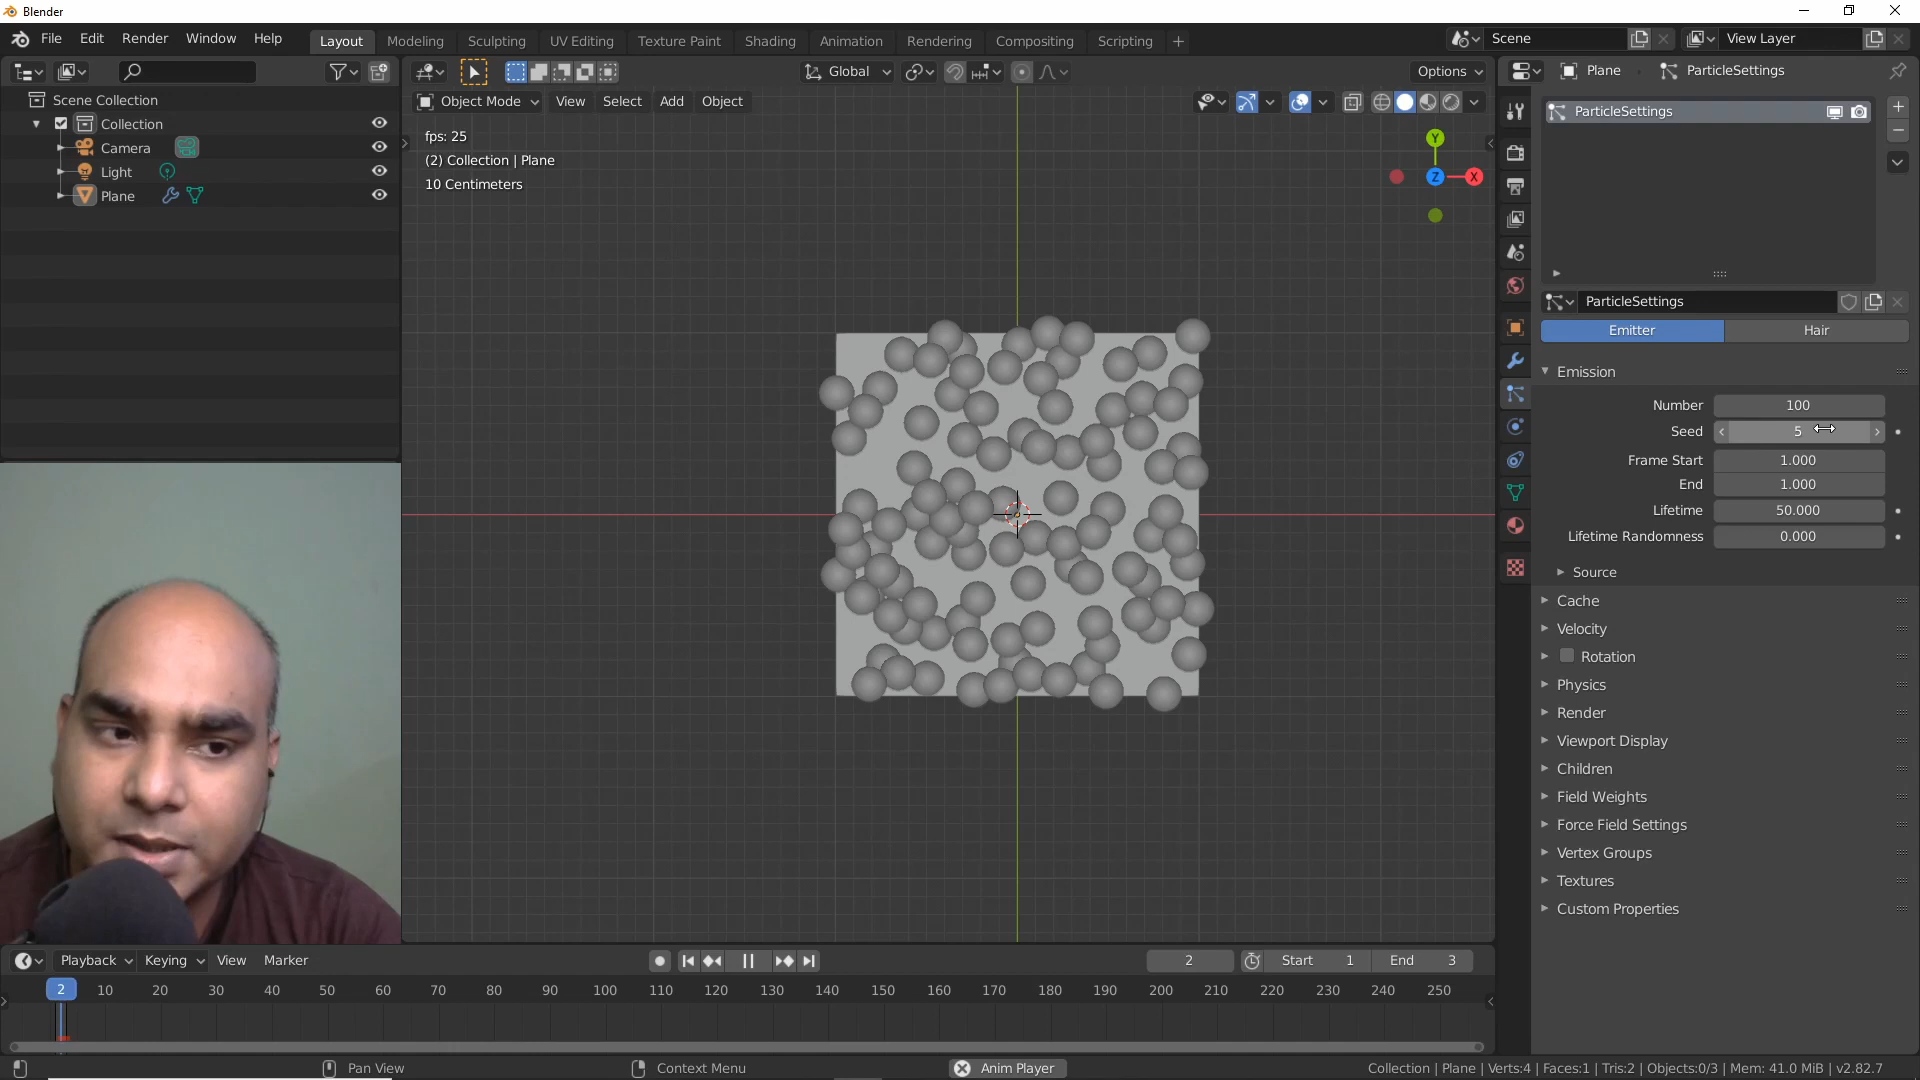 Blender
File Edit Render Window Help
Layout Modeling Sculpting UV Editing Texture Paint Shading Animation Rendering Compositing Scripting +
Scene
View Layer
Global
Options
Plane ParticleSettings
Scene Collection
Collection
Camera
Light
Plane
Object Mode View Select Add Object
fps: 25
(2) Collection | Plane
10 Centimeters
Y
Z
X
ParticleSettings
ParticleSettings
Emitter Hair
Emission
Number 100
Seed 5
Frame Start 1.000
End 1.000
Lifetime 50.000
Lifetime Randomness 0.000
Source
Cache
Velocity
Rotation
Physics
Render
Viewport Display
Children
Field Weights
Force Field Settings
Vertex Groups
Textures
Custom Properties
Playback Keying View Marker
2
Start 1 End 3
2 10 20 30 40 50 60 70 80 90 100 110 120 130 140 150 160 170 180 190 200 210 220 230 240 250
Pan View
Context Menu
Anim Player
Collection | Plane | Verts:4 | Faces:1 | Tris:2 | Objects:0/3 | Mem: 41.0 MiB | v2.82.7